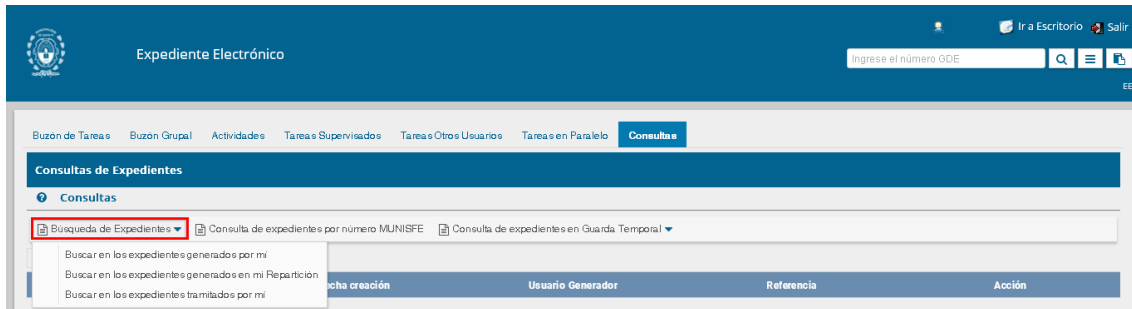 Ir a Escritorio Salir
Expediente Electrónico
Ingrese el número GDE
EE
Buzón de Tareas Buzón Grupal Actividades Tareas Supervisados Tareas Otros Usuarios Tareas en Paralelo Consultas
Consultas de Expedientes
Consultas
Búsqueda de Expedientes Consulta de expedientes por número MUNISFE Consulta de expedientes en Guarda Temporal
Buscar en los expedientes generados por mí
Buscar en los expedientes generados en mi Repartición
Buscar en los expedientes tramitados por mí
echa creación Usuario Generador Referencia Acción